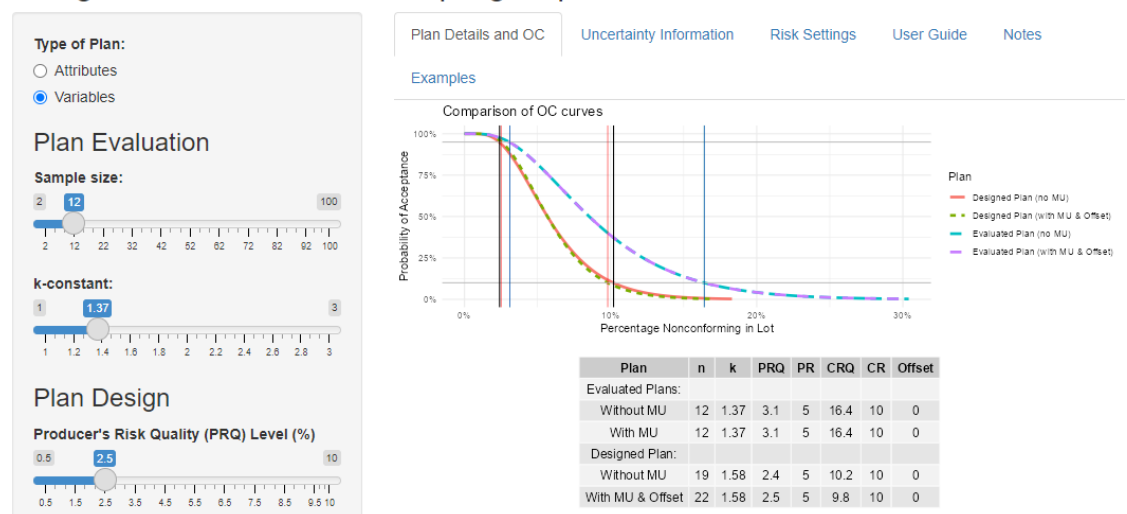 Type of Plan:
Attributes
Variables
Plan Evaluation
Sample size:
2 12 100
2 12 22 32 42 52 62 72 82 92 100
k-constant:
1 1.37 3
1 1.2 1.4 1.6 1.8 2 2.2 2.4 2.6 2.8 3
Plan Design
Producer's Risk Quality (PRQ) Level (%)
0.5 2.5 10
0.5 1.5 2.5 3.5 4.5 5.5 6.5 7.5 8.5 9.5 10
Plan Details and OC Uncertainty Information Risk Settings User Guide Notes
Examples
Comparison of OC curves
Probability of Acceptance
100%
75%
50%
25%
0%
0% 10% 20% 30%
Percentage Nonconforming in Lot
Plan
Designed Plan (no MU)
Designed Plan (with MU & Offset)
Evaluated Plan (no MU)
Evaluated Plan (with MU & Offset)
Plan n k PRQ PR CRQ CR Offset
Evaluated Plans:
Without MU 12 1.37 3.1 5 16.4 10 0
With MU 12 1.37 3.1 5 16.4 10 0
Designed Plan:
Without MU 19 1.58 2.4 5 10.2 10 0
With MU & Offset 22 1.58 2.5 5 9.8 10 0